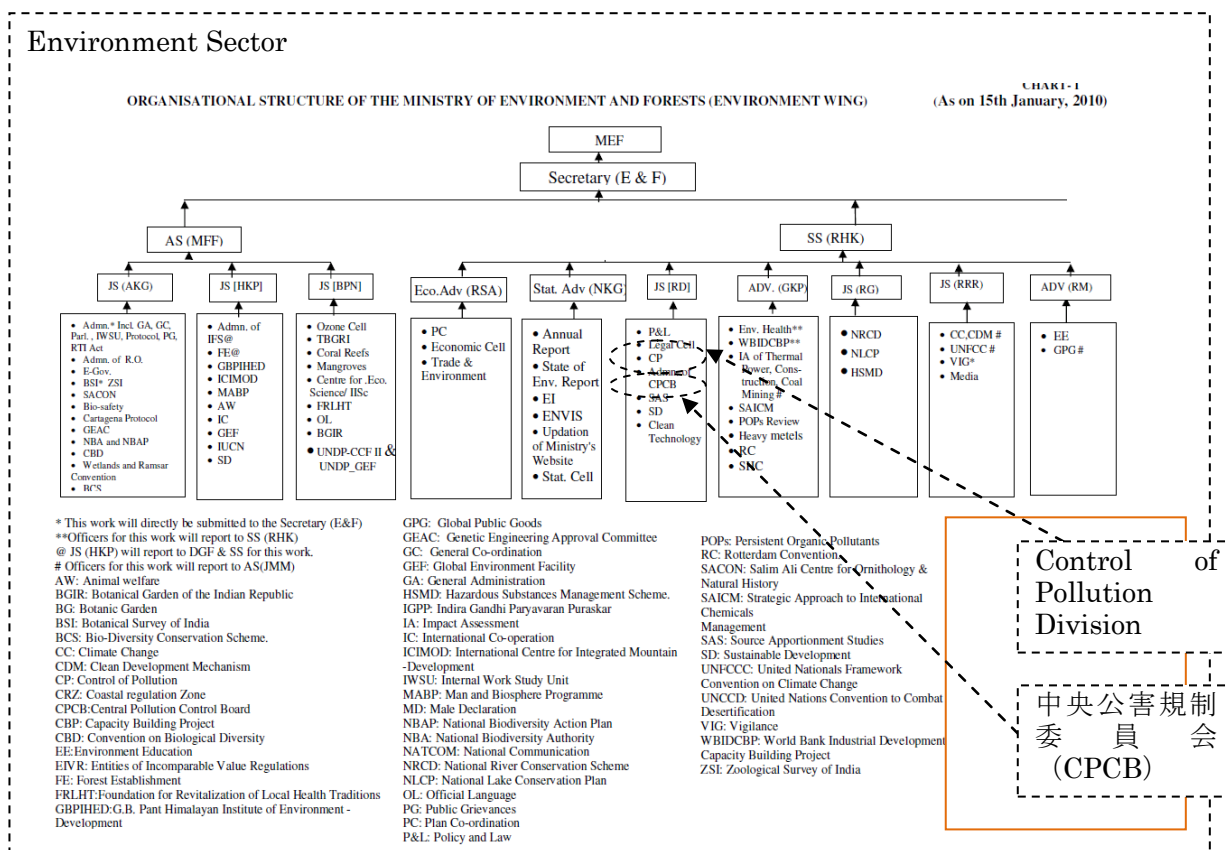 Environment Sector
CHART- I
ORGANISATIONAL STRUCTURE OF THE MINISTRY OF ENVIRONMENT AND FORESTS (ENVIRONMENT WING)
(As on 15th January, 2010)
MEF
Secretary (E & F)
AS (MFF)
SS (RHK)
JS (AKG)
JS [HKP]
JS [BPN]
Eco.Adv (RSA)
Stat. Adv (NKG)
JS [RD]
ADV. (GKP)
JS (RG)
JS (RRR)
ADV (RM)
• Admn.* Incl. GA, GC,
Parl. , IWSU, Protocol, PG,
RTI Act
• Admn. of R.O.
• E-Gov.
• BSI* ZSI
• SACON
• Bio-safety
• Cartagena Protocol
• GEAC
• NBA and NBAP
• CBD
• Wetlands and Ramsar
Convention
• BCS
• Admn. of
IFS@
• FE@
• GBPIHED
• ICIMOD
• MABP
• AW
• IC
• GEF
• IUCN
• SD
• Ozone Cell
• TBGRI
• Coral Reefs
• Mangroves
• Centre for .Eco.
Science/ IISc
• FRLHT
• OL
• BGIR
• UNDP-CCF II &
UNDP_GEF
• PC
• Economic Cell
• Trade &
Environment
• Annual
Report
• State of
Env. Report
• EI
• ENVIS
• Updation
of Ministry's
Website
• Stat. Cell
• P&L
• Legal Cell
• CP
• Admn. of
CPCB
• SAS
• SD
• Clean
Technology
• Env. Health**
• WBIDCBP**
• IA of Thermal
Power, Cons-
truction, Coal
Mining #
• SAICM
• POPs Review
• Heavy metels
• RC
• SHC
• NRCD
• NLCP
• HSMD
• CC,CDM #
• UNFCC #
• VIG*
• Media
• EE
• GPG #
* This work will directly be submitted to the Secretary (E&F)
**Officers for this work will report to SS (RHK)
@ JS (HKP) will report to DGF & SS for this work.
# Officers for this work will report to AS(JMM)
AW: Animal welfare
BGIR: Botanical Garden of the Indian Republic
BG: Botanic Garden
BSI: Botanical Survey of India
BCS: Bio-Diversity Conservation Scheme.
CC: Climate Change
CDM: Clean Development Mechanism
CP: Control of Pollution
CRZ: Coastal regulation Zone
CPCB:Central Pollution Control Board
CBP: Capacity Building Project
CBD: Convention on Biological Diversity
EE:Environment Education
EIVR: Entities of Incomparable Value Regulations
FE: Forest Establishment
FRLHT:Foundation for Revitalization of Local Health Traditions
GBPIHED:G.B. Pant Himalayan Institute of Environment -
Development
GPG: Global Public Goods
GEAC: Genetic Engineering Approval Committee
GC: General Co-ordination
GEF: Global Environment Facility
GA: General Administration
HSMD: Hazardous Substances Management Scheme.
IGPP: Indira Gandhi Paryavaran Puraskar
IA: Impact Assessment
IC: International Co-operation
ICIMOD: International Centre for Integrated Mountain
-Development
IWSU: Internal Work Study Unit
MABP: Man and Biosphere Programme
MD: Male Declaration
NBAP: National Biodiversity Action Plan
NBA: National Biodiversity Authority
NATCOM: National Communication
NRCD: National River Conservation Scheme
NLCP: National Lake Conservation Plan
OL: Official Language
PG: Public Grievances
PC: Plan Co-ordination
P&L: Policy and Law
POPs: Persistent Organic Pollutants
RC: Rotterdam Convention
SACON: Salim Ali Centre for Ornithology &
Natural History
SAICM: Strategic Approach to International
Chemicals
Management
SAS: Source Apportionment Studies
SD: Sustainable Development
UNFCCC: United Nationals Framework
Convention on Climate Change
UNCCD: United Nations Convention to Combat
Desertification
VIG: Vigilance
WBIDCBP: World Bank Industrial Development
Capacity Building Project
ZSI: Zoological Survey of India
Control of
Pollution
Division
中央公害規制
委員会
（CPCB）